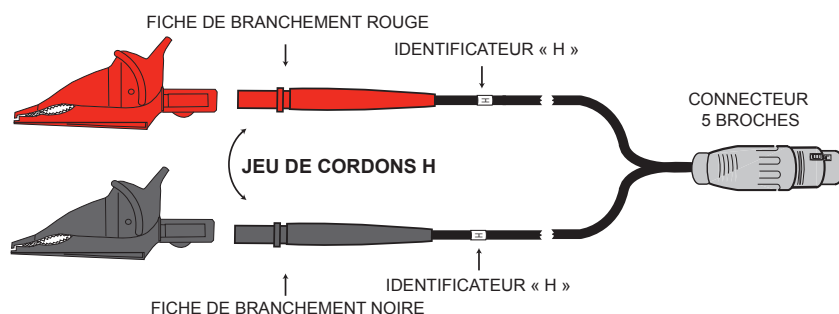 FICHE DE BRANCHEMENT ROUGE
IDENTIFICATEUR « H »
CONNECTEUR
5 BROCHES
H
JEU DE CORDONS H
H
IDENTIFICATEUR « H »
FICHE DE BRANCHEMENT NOIRE